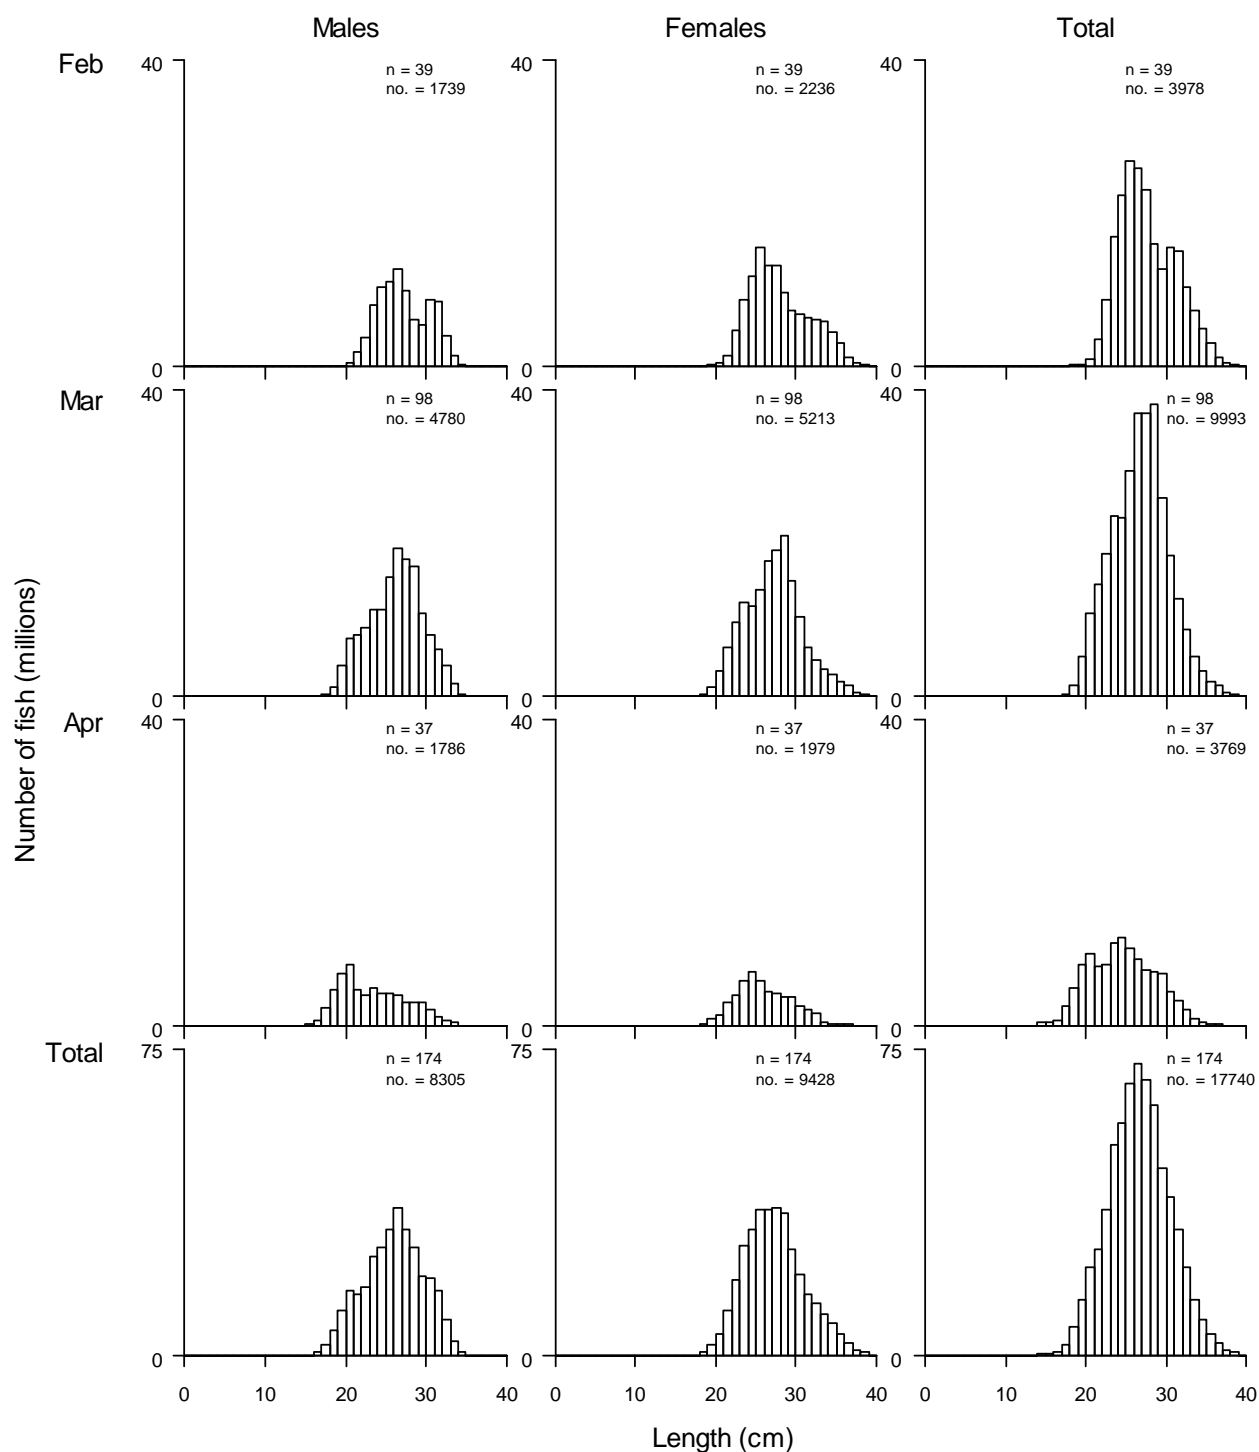 Males Females Total
Feb
40 40 40
n = 39 n = 39 n = 39
no. = 1739 no. = 2236 no. = 3978
0 0 0
Mar
40 40 40
n = 98 n = 98 n = 98
no. = 4780 no. = 5213 no. = 9993
0 0 0
Number of fish (millions)
Apr
40 40 40
n = 37 n = 37 n = 37
no. = 1786 no. = 1979 no. = 3769
0 0 0
Total
75 75 75
n = 174 n = 174 n = 174
no. = 8305 no. = 9428 no. = 17740
0 0 0
0 10 20 30 40 0 10 20 30 40 0 10 20 30 40
Length (cm)